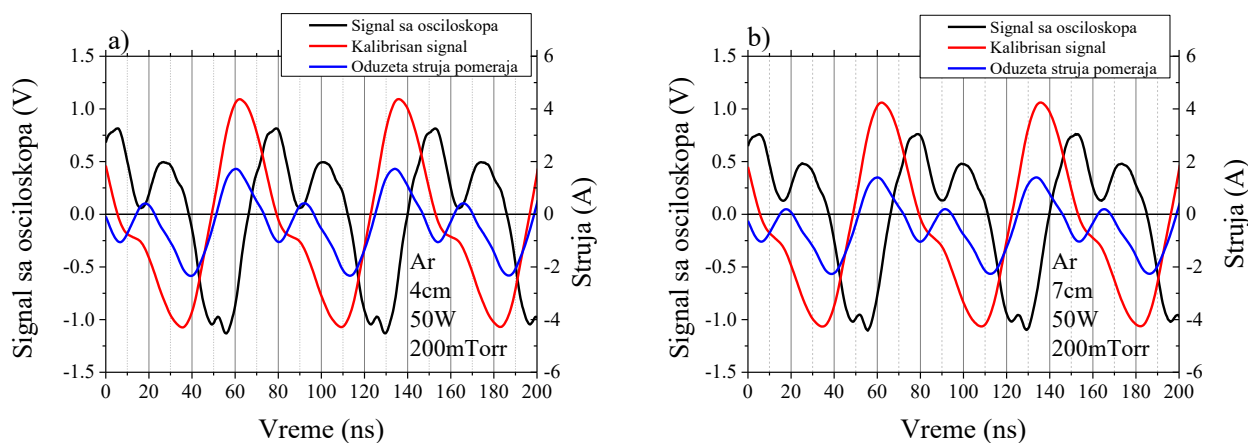 a)
Signal sa osciloskopa
Kalibrisan signal
Oduzeta struja pomeraja
Signal sa osciloskopa (V)
1.5
1.0
0.5
0.0
-0.5
-1.0
-1.5
6
4
2
0
-2
-4
-6
Struja (A)
Ar
4cm
50W
200mTorr
0 20 40 60 80 100 120 140 160 180 200
Vreme (ns)
b)
Signal sa osciloskopa
Kalibrisan signal
Oduzeta struja pomeraja
Signal sa osciloskopa (V)
1.5
1.0
0.5
0.0
-0.5
-1.0
-1.5
6
4
2
0
-2
-4
-6
Struja (A)
Ar
7cm
50W
200mTorr
0 20 40 60 80 100 120 140 160 180 200
Vreme (ns)